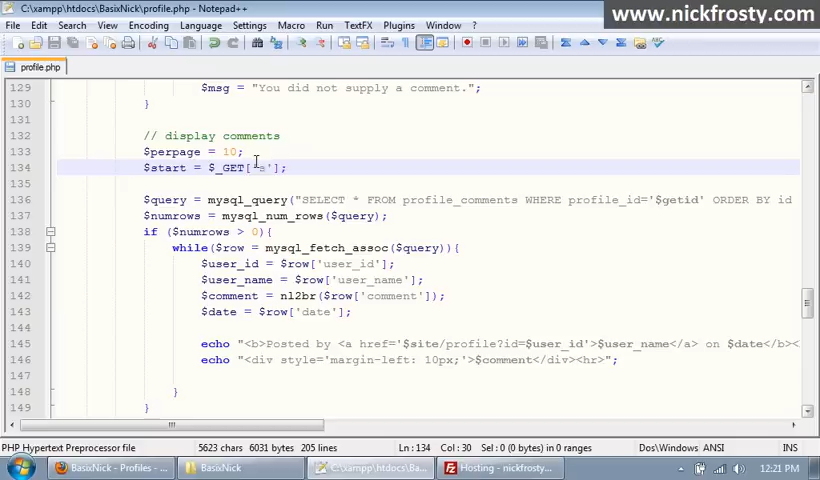 C:\xampp\htdocs\BasixNick\profile.php - Notepad++
www.nickfrosty.com
File Edit Search View Encoding Language Settings Macro Run TextFX Plugins Window ?
profile.php
129 $msg = "You did not supply a comment.";
130 }
131
132 // display comments
133 $perpage = 10;
134 $start = $_GET['s'];
135
136 $query = mysql_query("SELECT * FROM profile_comments WHERE profile_id='$getid' ORDER BY id
137 $numrows = mysql_num_rows($query);
138 if ($numrows > 0){
139 while($row = mysql_fetch_assoc($query)){
140 $user_id = $row['user_id'];
141 $user_name = $row['user_name'];
142 $comment = nl2br($row['comment']);
143 $date = $row['date'];
144
145 echo "<b>Posted by <a href='$site/profile?id=$user_id'>$user_name</a> on $date</b><
146 echo "<div style='margin-left: 10px;'>$comment</div><hr>";
147
148 }
149 }
PHP Hypertext Preprocessor file 5623 chars 6031 bytes 205 lines Ln : 134 Col : 30 Sel : 0 (0 bytes) in 0 ranges Dos\Windows ANSI INS
BasixNick - Profiles - ... BasixNick C:\xampp\htdocs\Ba... Hosting - nickfrosty.... 12:21 PM